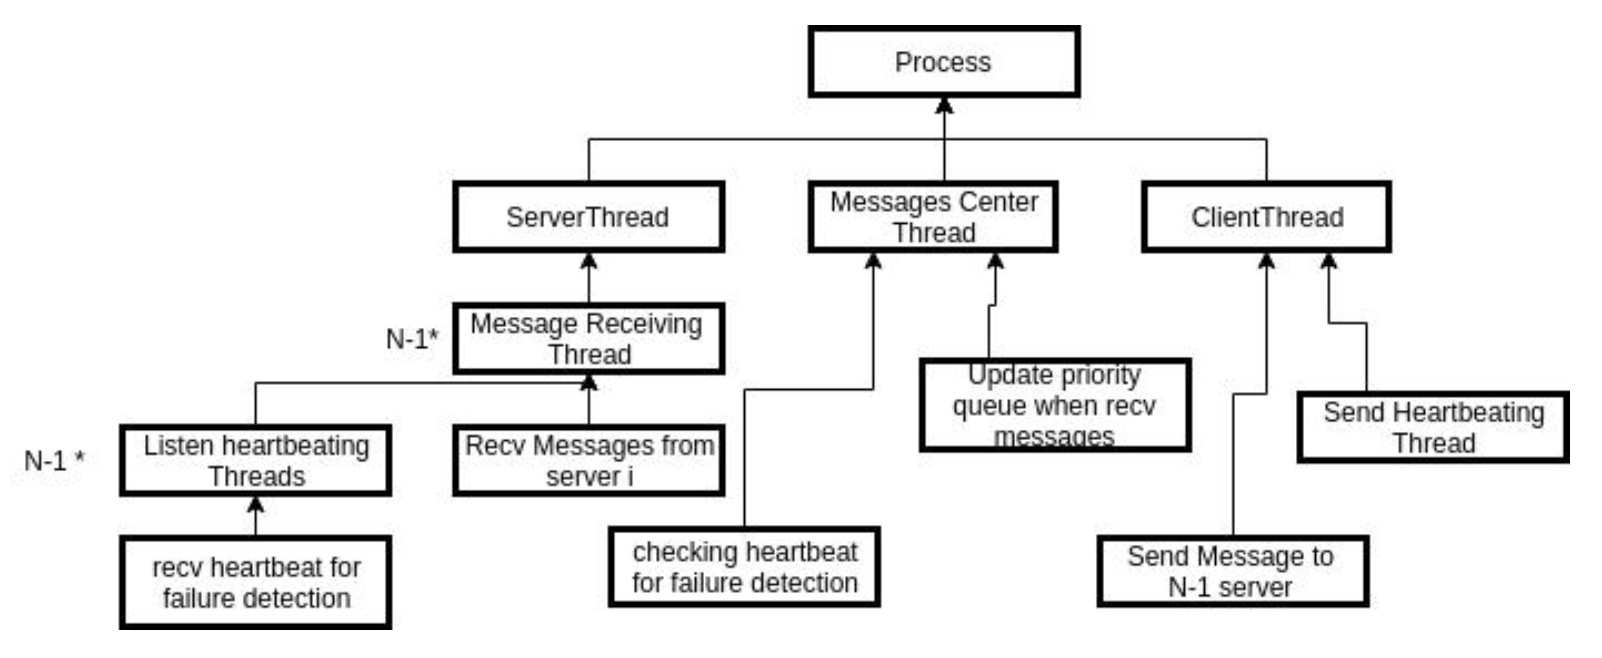 Process
ServerThread
Messages Center
Thread
ClientThread
N-1*
Message Receiving
Thread
Update priority
queue when recv
messages
Send Heartbeating
Thread
N-1 *
Listen heartbeating
Threads
Recv Messages from
server i
checking heartbeat
for failure detection
Send Message to
N-1 server
recv heartbeat for
failure detection